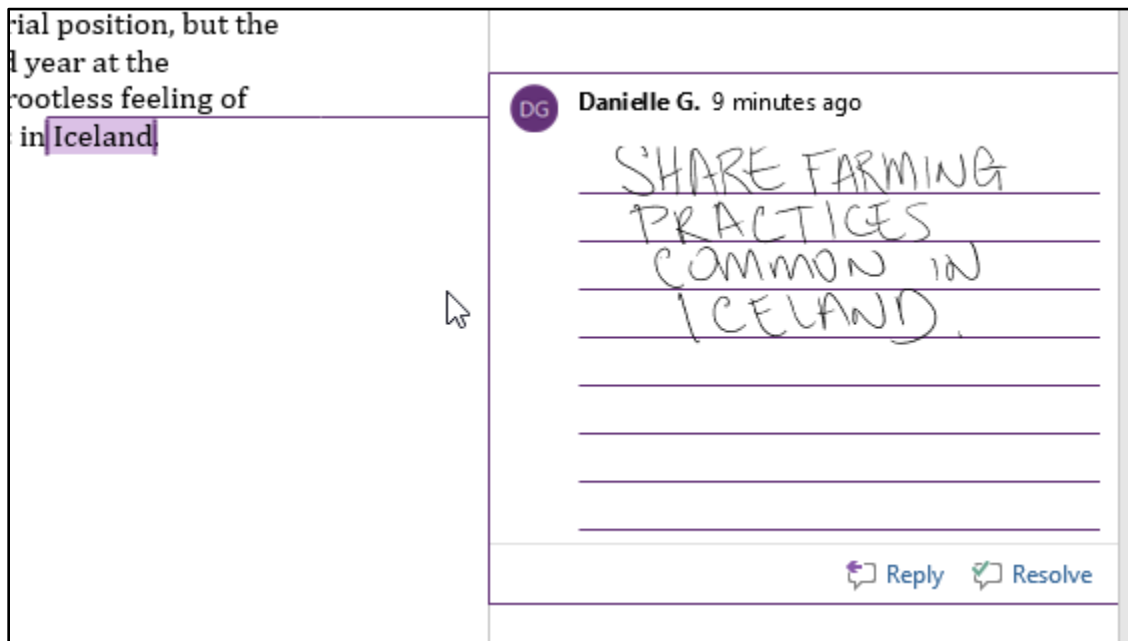 rial position, but the
d year at the
rootless feeling of
in Iceland.
DG Danielle G. 9 minutes ago
SHARE FARMING
PRACTICES
COMMON IN
ICELAND.
Reply Resolve